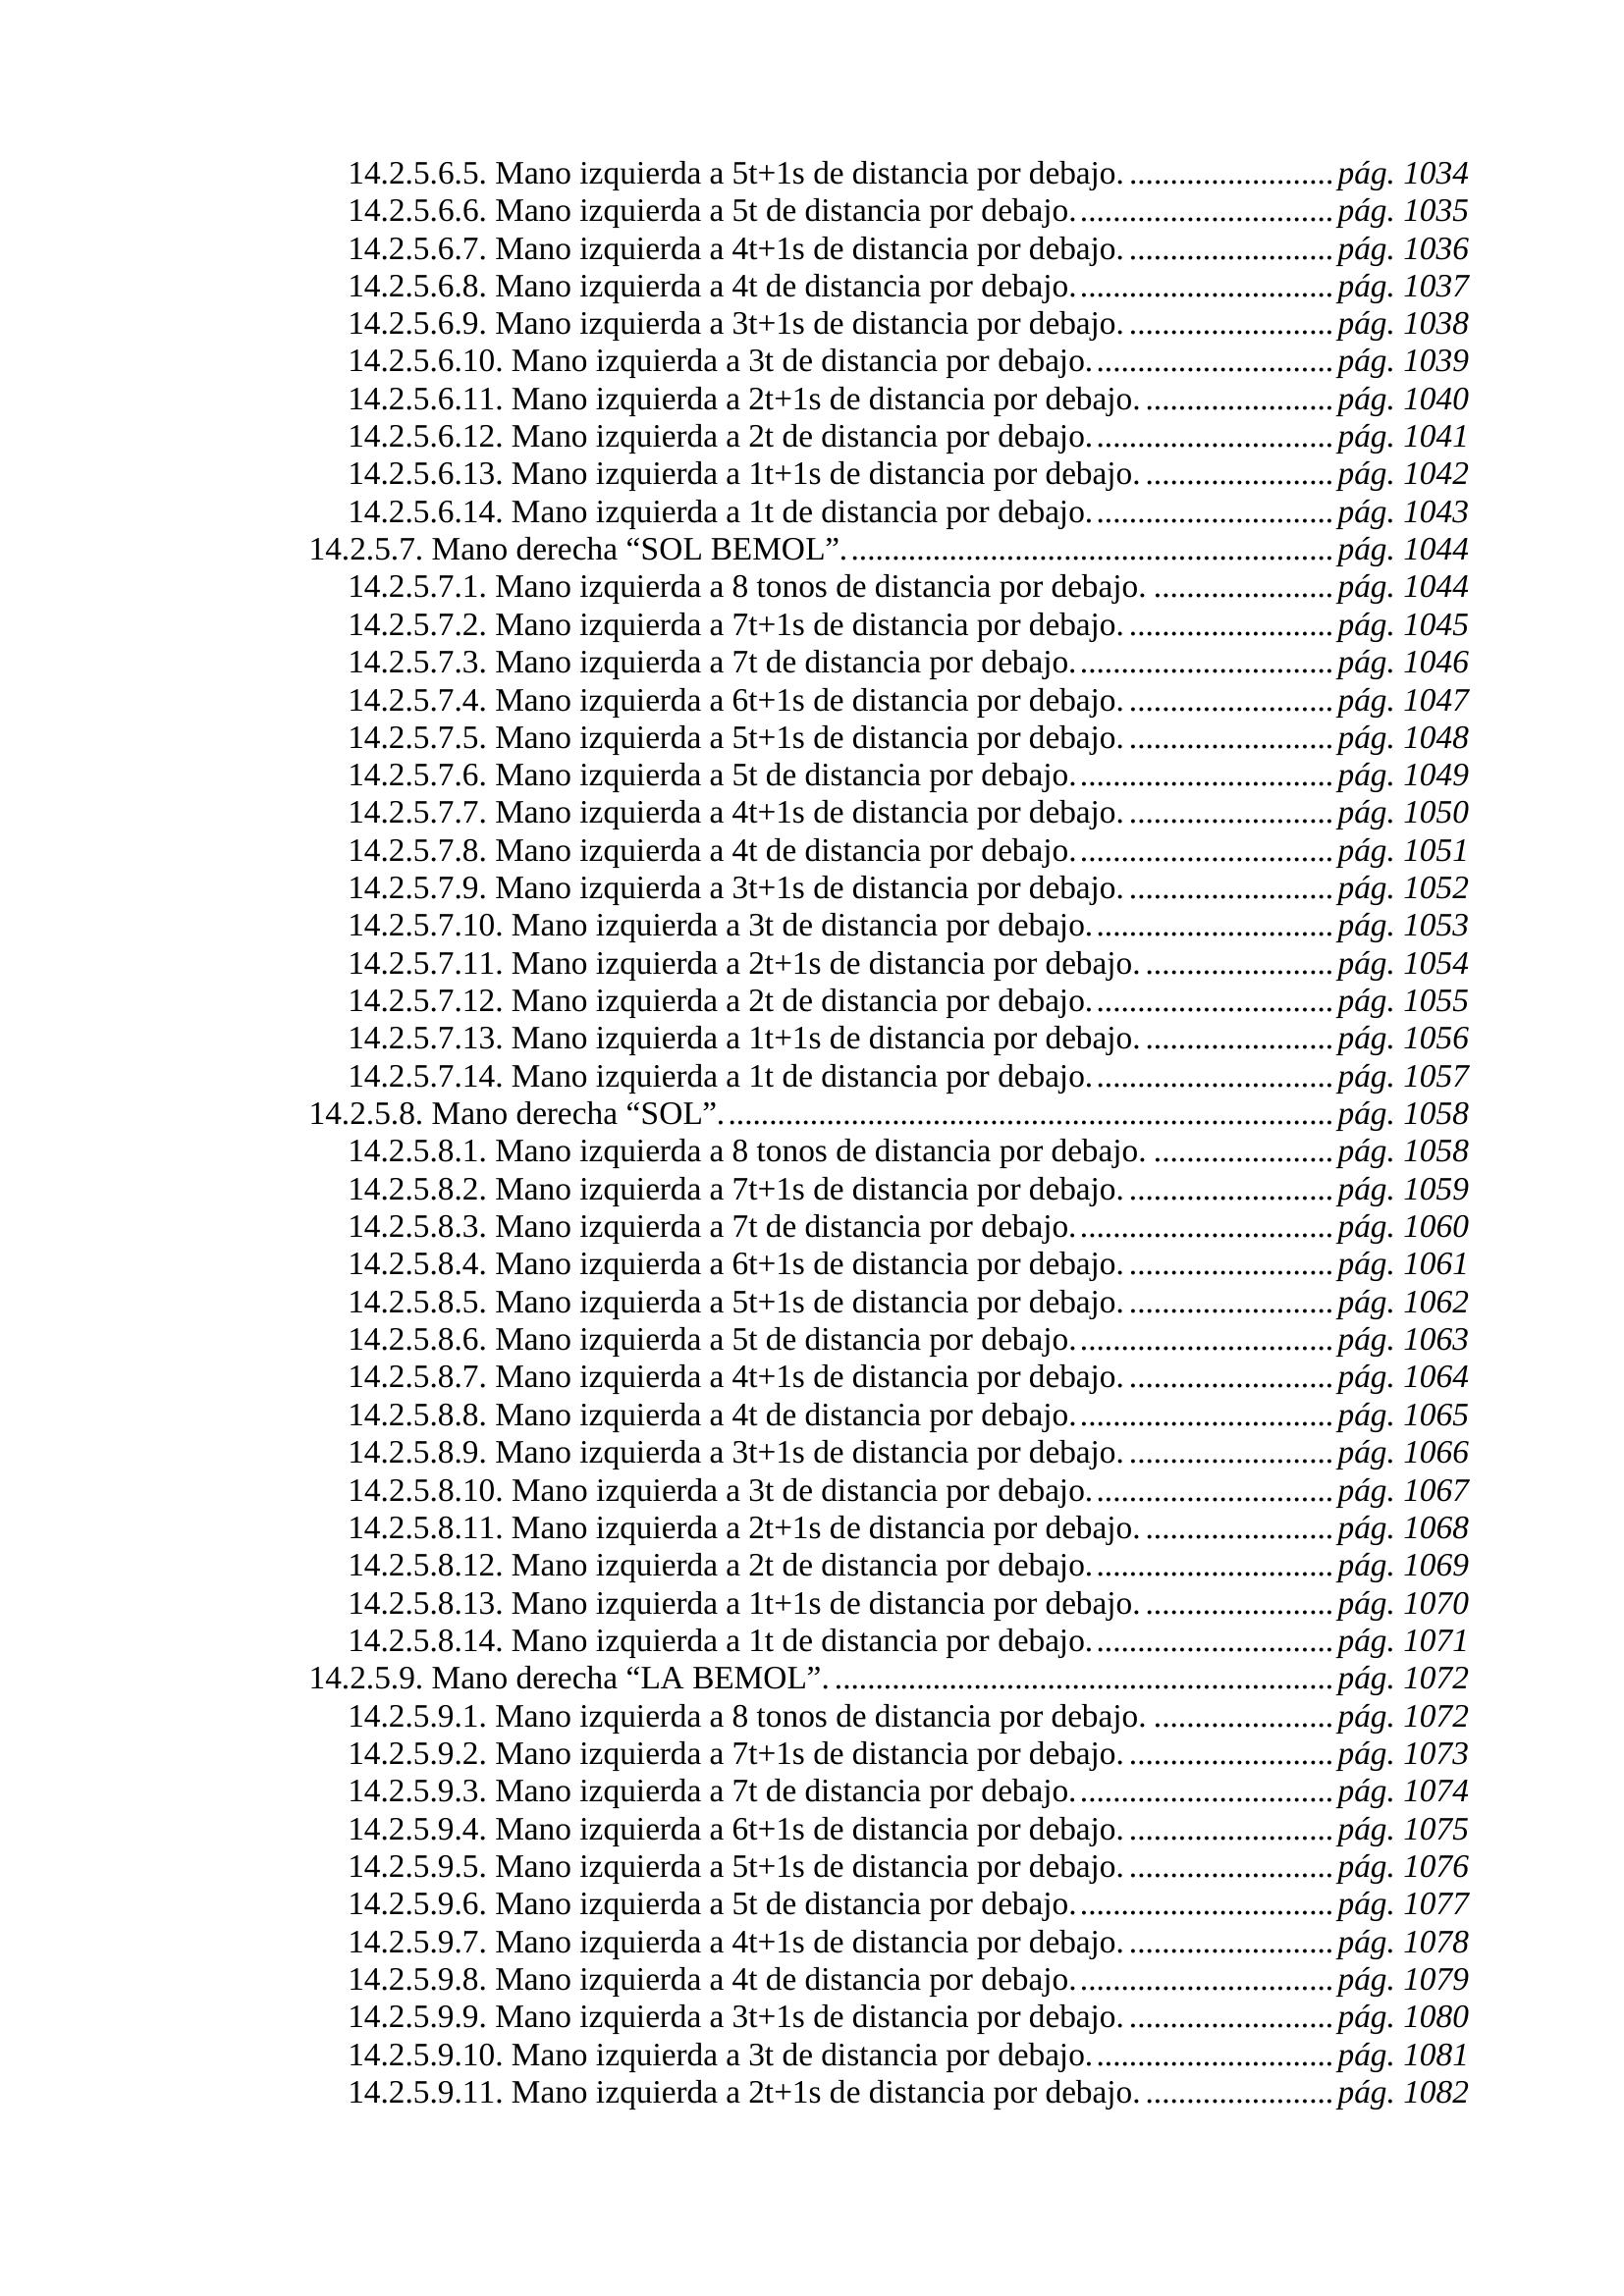 14.2.5.6.5. Mano izquierda a 5t+1s de distancia por debajo. ......................... pág. 1034
14.2.5.6.6. Mano izquierda a 5t de distancia por debajo. ............................... pág. 1035
14.2.5.6.7. Mano izquierda a 4t+1s de distancia por debajo. ......................... pág. 1036
14.2.5.6.8. Mano izquierda a 4t de distancia por debajo. ............................... pág. 1037
14.2.5.6.9. Mano izquierda a 3t+1s de distancia por debajo. ......................... pág. 1038
14.2.5.6.10. Mano izquierda a 3t de distancia por debajo. ............................. pág. 1039
14.2.5.6.11. Mano izquierda a 2t+1s de distancia por debajo. ....................... pág. 1040
14.2.5.6.12. Mano izquierda a 2t de distancia por debajo. ............................. pág. 1041
14.2.5.6.13. Mano izquierda a 1t+1s de distancia por debajo. ....................... pág. 1042
14.2.5.6.14. Mano izquierda a 1t de distancia por debajo. ............................. pág. 1043
14.2.5.7. Mano derecha “SOL BEMOL”. ........................................................... pág. 1044
14.2.5.7.1. Mano izquierda a 8 tonos de distancia por debajo. ...................... pág. 1044
14.2.5.7.2. Mano izquierda a 7t+1s de distancia por debajo. ......................... pág. 1045
14.2.5.7.3. Mano izquierda a 7t de distancia por debajo. ............................... pág. 1046
14.2.5.7.4. Mano izquierda a 6t+1s de distancia por debajo. ......................... pág. 1047
14.2.5.7.5. Mano izquierda a 5t+1s de distancia por debajo. ......................... pág. 1048
14.2.5.7.6. Mano izquierda a 5t de distancia por debajo. ............................... pág. 1049
14.2.5.7.7. Mano izquierda a 4t+1s de distancia por debajo. ......................... pág. 1050
14.2.5.7.8. Mano izquierda a 4t de distancia por debajo. ............................... pág. 1051
14.2.5.7.9. Mano izquierda a 3t+1s de distancia por debajo. ......................... pág. 1052
14.2.5.7.10. Mano izquierda a 3t de distancia por debajo. ............................. pág. 1053
14.2.5.7.11. Mano izquierda a 2t+1s de distancia por debajo. ....................... pág. 1054
14.2.5.7.12. Mano izquierda a 2t de distancia por debajo. ............................. pág. 1055
14.2.5.7.13. Mano izquierda a 1t+1s de distancia por debajo. ....................... pág. 1056
14.2.5.7.14. Mano izquierda a 1t de distancia por debajo. ............................. pág. 1057
14.2.5.8. Mano derecha “SOL”. .......................................................................... pág. 1058
14.2.5.8.1. Mano izquierda a 8 tonos de distancia por debajo. ...................... pág. 1058
14.2.5.8.2. Mano izquierda a 7t+1s de distancia por debajo. ......................... pág. 1059
14.2.5.8.3. Mano izquierda a 7t de distancia por debajo. ............................... pág. 1060
14.2.5.8.4. Mano izquierda a 6t+1s de distancia por debajo. ......................... pág. 1061
14.2.5.8.5. Mano izquierda a 5t+1s de distancia por debajo. ......................... pág. 1062
14.2.5.8.6. Mano izquierda a 5t de distancia por debajo. ............................... pág. 1063
14.2.5.8.7. Mano izquierda a 4t+1s de distancia por debajo. ......................... pág. 1064
14.2.5.8.8. Mano izquierda a 4t de distancia por debajo. ............................... pág. 1065
14.2.5.8.9. Mano izquierda a 3t+1s de distancia por debajo. ......................... pág. 1066
14.2.5.8.10. Mano izquierda a 3t de distancia por debajo. ............................. pág. 1067
14.2.5.8.11. Mano izquierda a 2t+1s de distancia por debajo. ....................... pág. 1068
14.2.5.8.12. Mano izquierda a 2t de distancia por debajo. ............................. pág. 1069
14.2.5.8.13. Mano izquierda a 1t+1s de distancia por debajo. ....................... pág. 1070
14.2.5.8.14. Mano izquierda a 1t de distancia por debajo. ............................. pág. 1071
14.2.5.9. Mano derecha “LA BEMOL”. ............................................................. pág. 1072
14.2.5.9.1. Mano izquierda a 8 tonos de distancia por debajo. ...................... pág. 1072
14.2.5.9.2. Mano izquierda a 7t+1s de distancia por debajo. ......................... pág. 1073
14.2.5.9.3. Mano izquierda a 7t de distancia por debajo. ............................... pág. 1074
14.2.5.9.4. Mano izquierda a 6t+1s de distancia por debajo. ......................... pág. 1075
14.2.5.9.5. Mano izquierda a 5t+1s de distancia por debajo. ......................... pág. 1076
14.2.5.9.6. Mano izquierda a 5t de distancia por debajo. ............................... pág. 1077
14.2.5.9.7. Mano izquierda a 4t+1s de distancia por debajo. ......................... pág. 1078
14.2.5.9.8. Mano izquierda a 4t de distancia por debajo. ............................... pág. 1079
14.2.5.9.9. Mano izquierda a 3t+1s de distancia por debajo. ......................... pág. 1080
14.2.5.9.10. Mano izquierda a 3t de distancia por debajo. ............................. pág. 1081
14.2.5.9.11. Mano izquierda a 2t+1s de distancia por debajo. ....................... pág. 1082